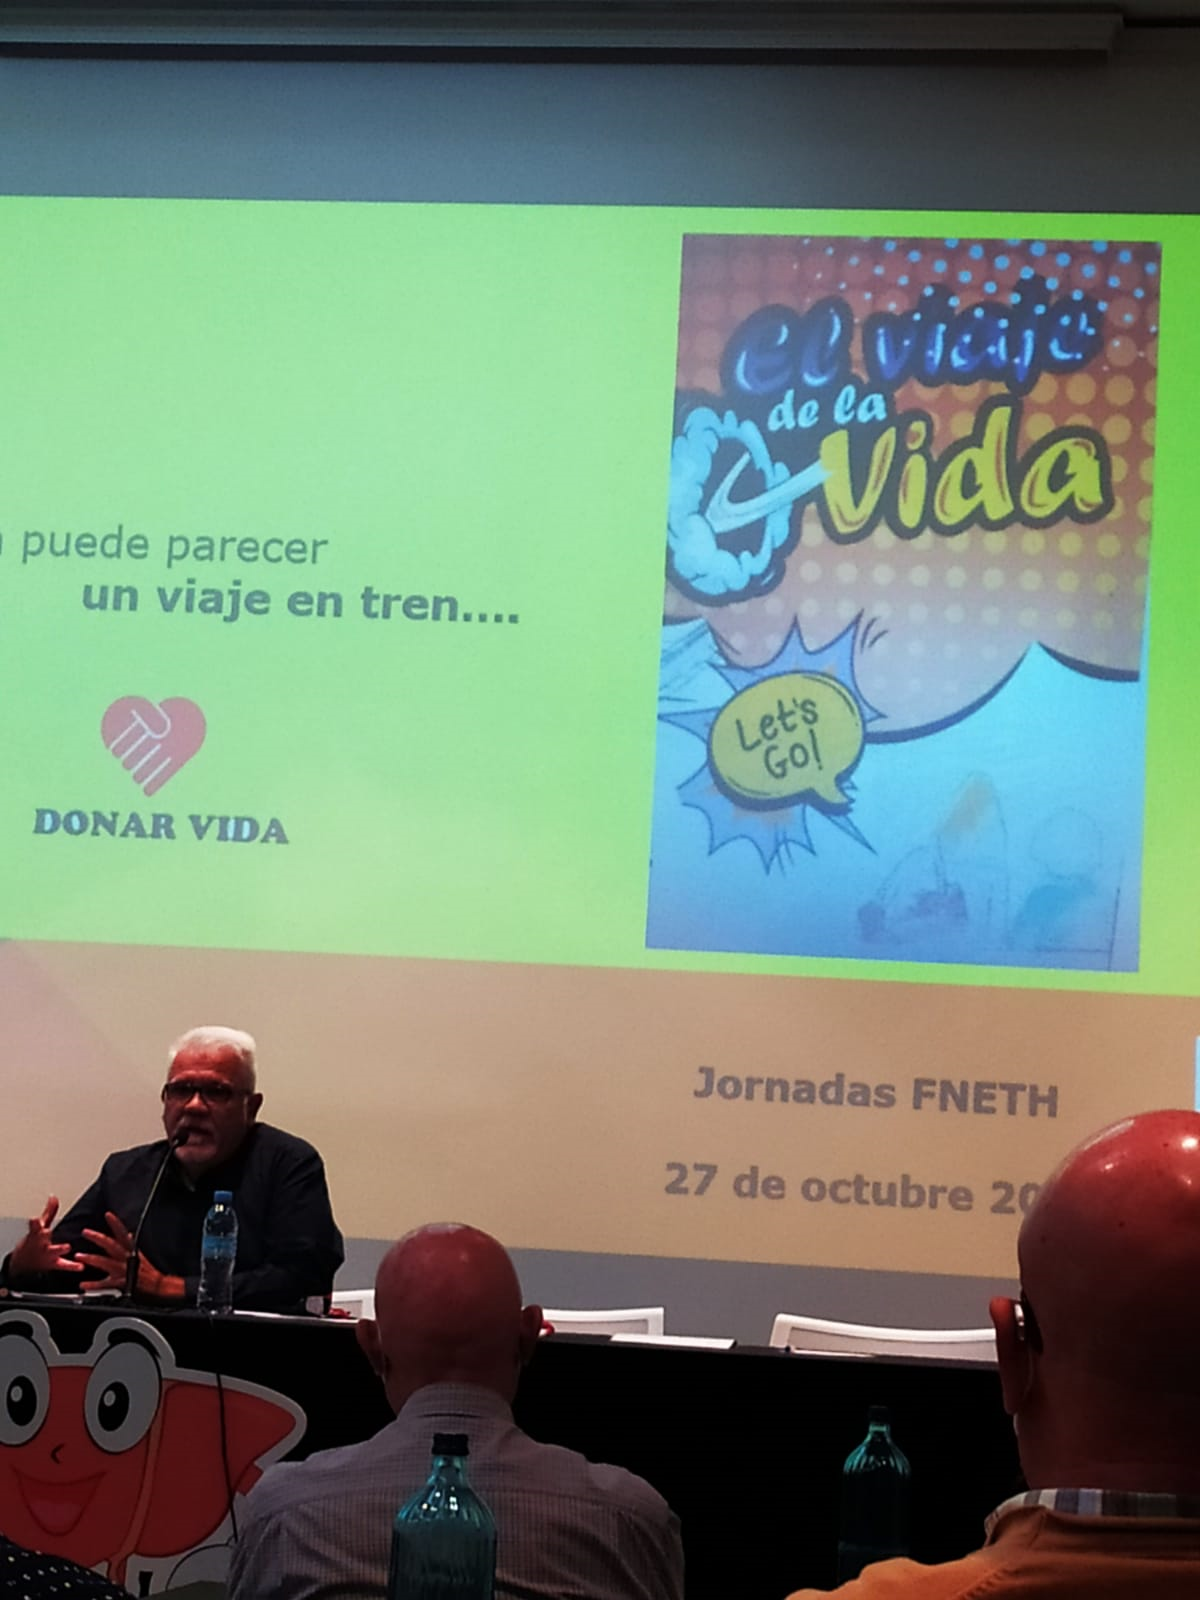 El viaje
de la
Vida
puede parecer
un viaje en tren....
Let's
Go!
DONAR VIDA
Jornadas FNETH
27 de octubre